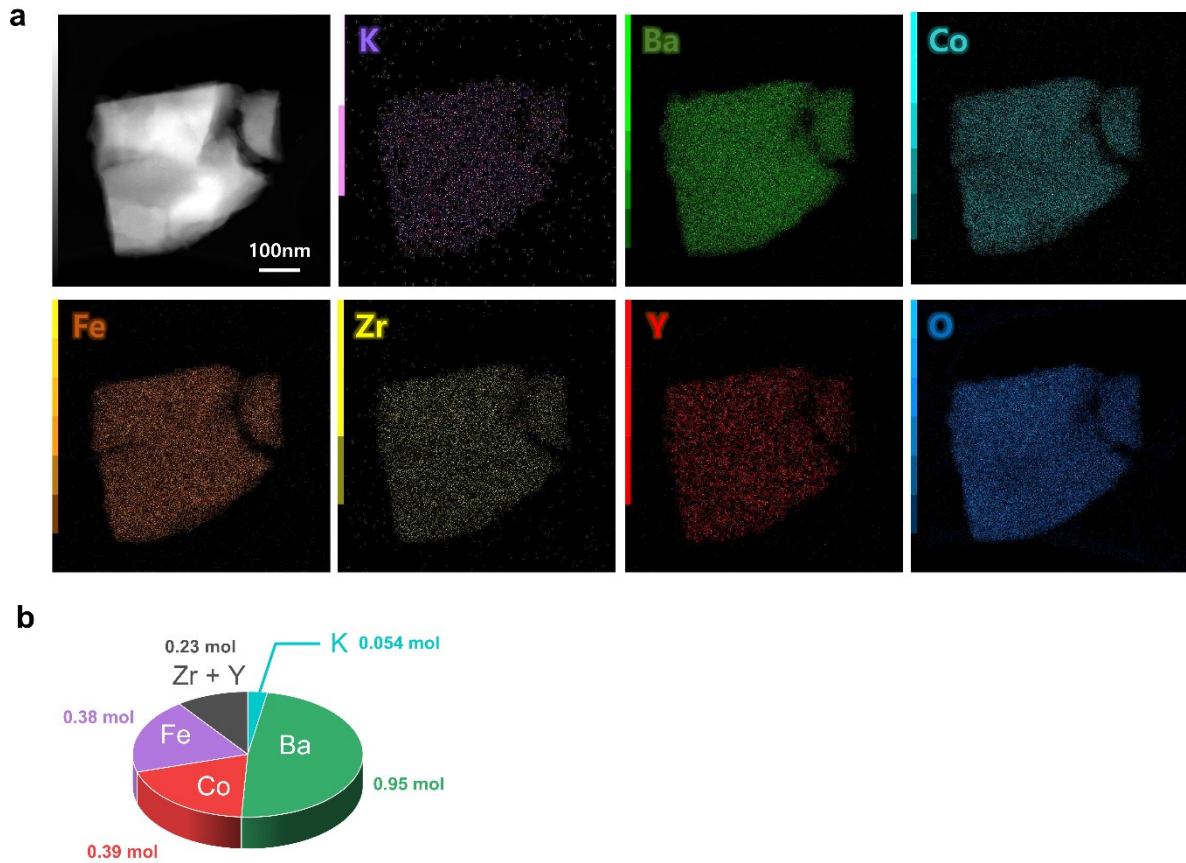 a
K
Ba
Co
100nm
Fe
Zr
Y
O
b
0.23 mol
Zr + Y
K 0.054 mol
0.38 mol
Fe
Ba
Co
0.95 mol
0.39 mol